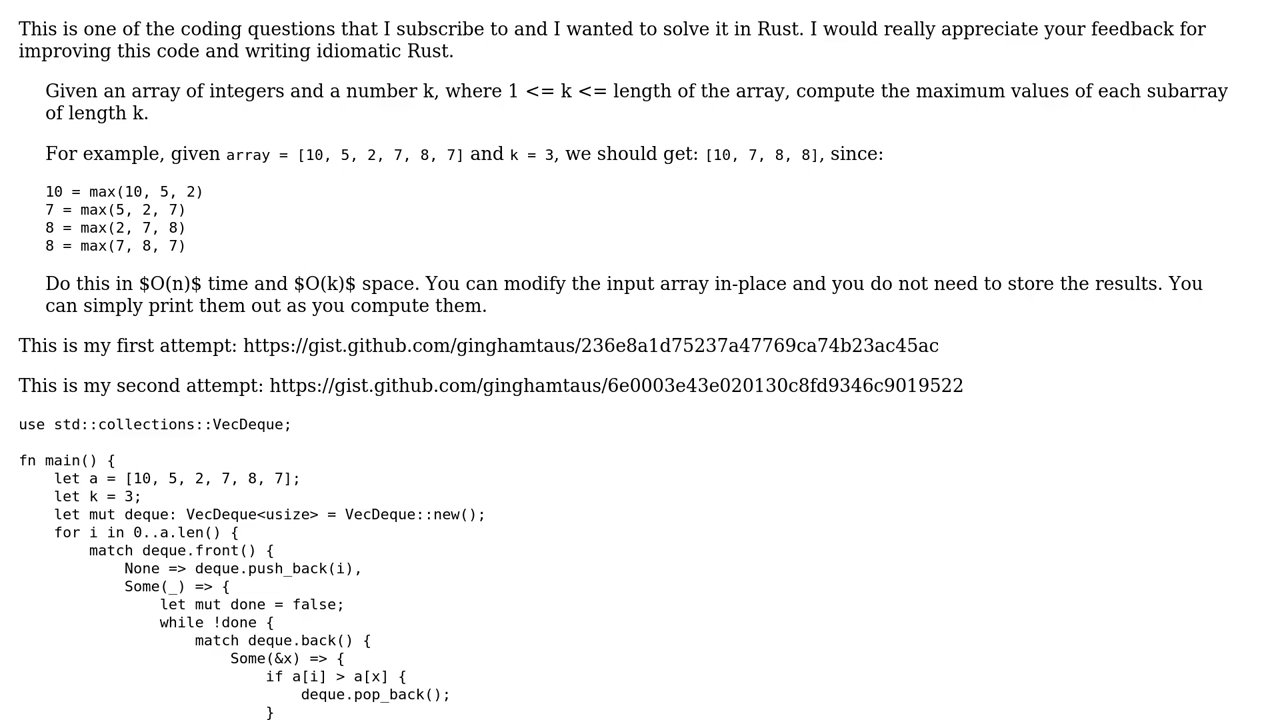 This is one of the coding questions that I subscribe to and I wanted to solve it in Rust. I would really appreciate your feedback for
improving this code and writing idiomatic Rust.
Given an array of integers and a number k, where 1 <= k <= length of the array, compute the maximum values of each subarray
of length k.
For example, given array = [10, 5, 2, 7, 8, 7] and k = 3, we should get: [10, 7, 8, 8], since:
10 = max(10, 5, 2)
7 = max(5, 2, 7)
8 = max(2, 7, 8)
8 = max(7, 8, 7)
Do this in $O(n)$ time and $O(k)$ space. You can modify the input array in-place and you do not need to store the results. You
can simply print them out as you compute them.
This is my first attempt: https://gist.github.com/ginghamtaus/236e8a1d75237a47769ca74b23ac45ac
This is my second attempt: https://gist.github.com/ginghamtaus/6e0003e43e020130c8fd9346c9019522
use std::collections::VecDeque;
fn main() {
    let a = [10, 5, 2, 7, 8, 7];
    let k = 3;
    let mut deque: VecDeque<usize> = VecDeque::new();
    for i in 0..a.len() {
        match deque.front() {
            None => deque.push_back(i),
            Some(_) => {
                let mut done = false;
                while !done {
                    match deque.back() {
                        Some(&x) => {
                            if a[i] > a[x] {
                                deque.pop_back();
                            }